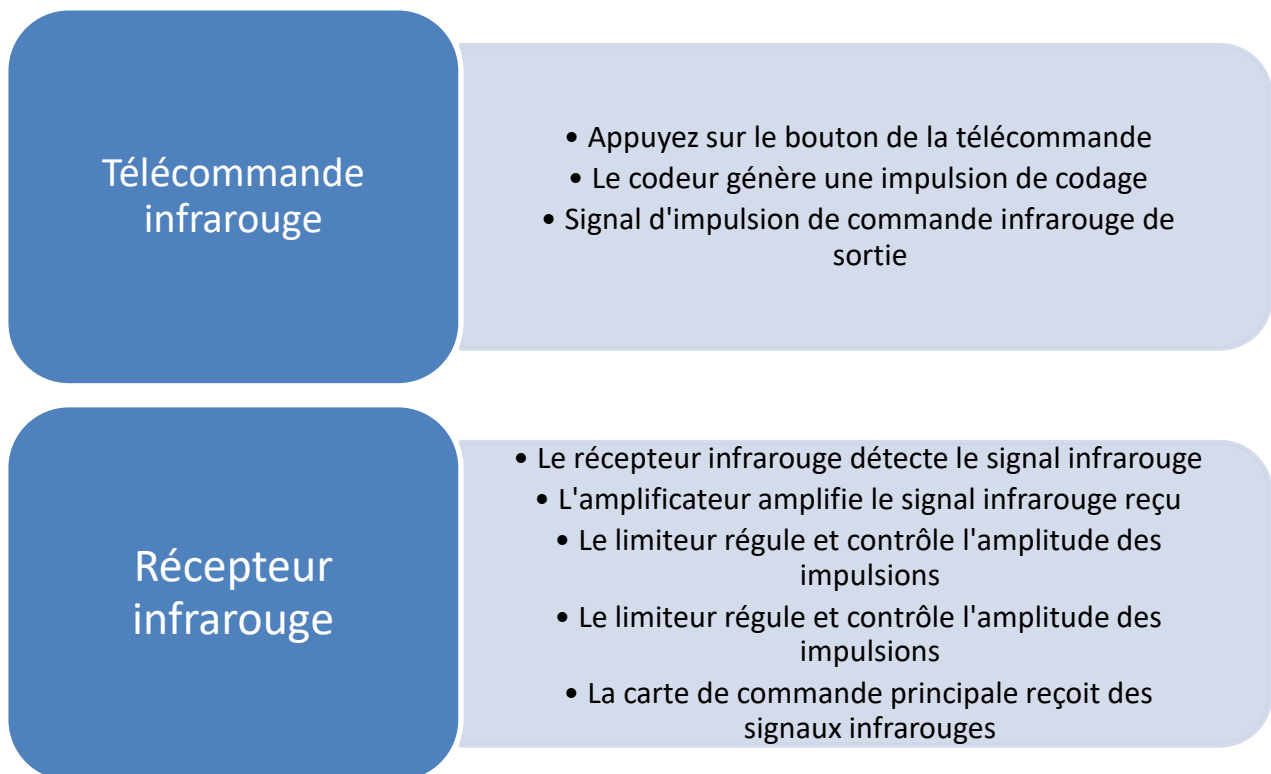 Télécommande
infrarouge
• Appuyez sur le bouton de la télécommande
• Le codeur génère une impulsion de codage
• Signal d'impulsion de commande infrarouge de
sortie
Récepteur
infrarouge
• Le récepteur infrarouge détecte le signal infrarouge
• L'amplificateur amplifie le signal infrarouge reçu
• Le limiteur régule et contrôle l'amplitude des
impulsions
• Le limiteur régule et contrôle l'amplitude des
impulsions
• La carte de commande principale reçoit des
signaux infrarouges